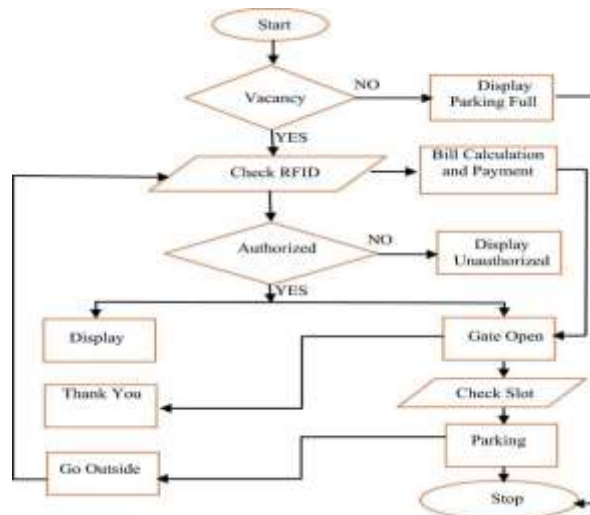 Start
Vacancy
NO
Display
Parking Full
YES
Check RFID
Bill Calculation
and Payment
Authorized
NO
Display
Unauthorized
YES
Display
Gate Open
Thank You
Check Slot
Parking
Go Outside
Stop